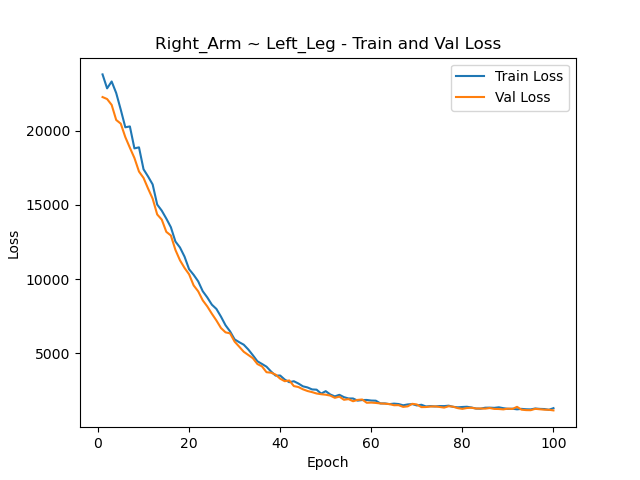 Right_Arm ~ Left_Leg - Train and Val Loss
Train Loss
Val Loss
Loss
20000
15000
10000
5000
0 20 40 60 80 100
Epoch